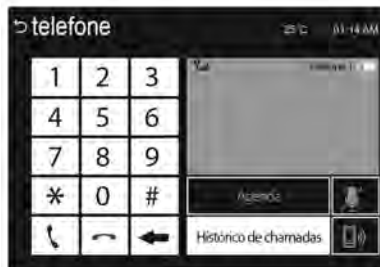 telefone 25°C 01:14 AM
1 2 3
4 5 6
7 8 9
* 0 #
Agenda
Histórico de chamadas